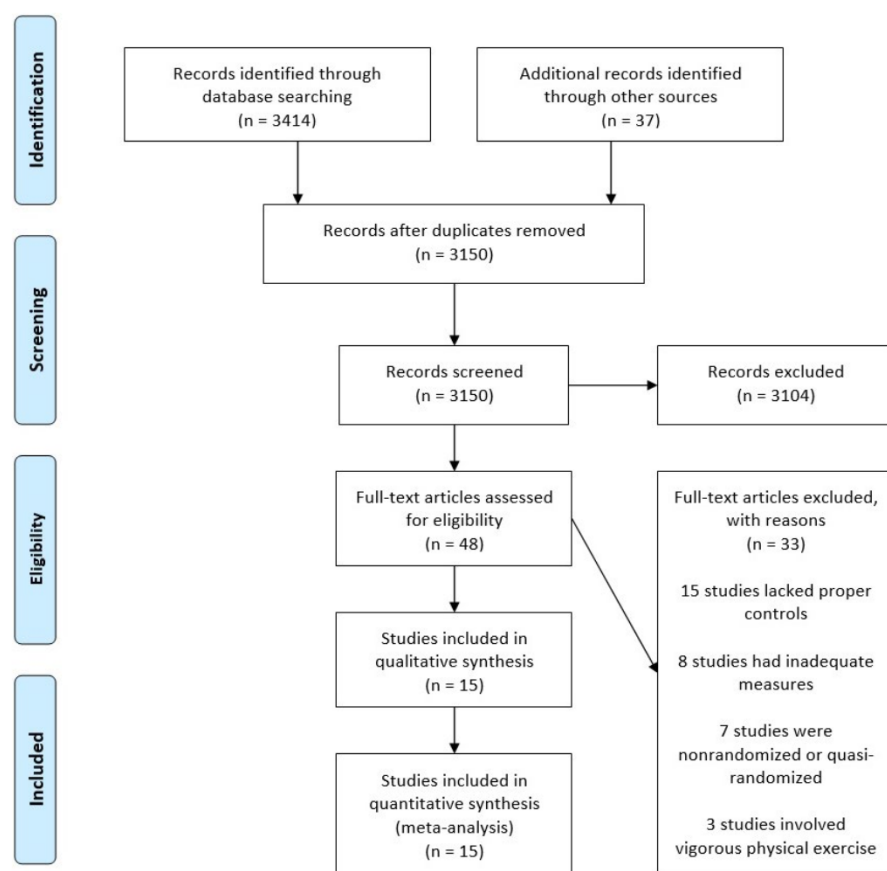 Identification
Records identified through
database searching
(n = 3414)
Additional records identified
through other sources
(n = 37)
Records after duplicates removed
(n = 3150)
Screening
Records screened
(n = 3150)
Records excluded
(n = 3104)
Eligibility
Full-text articles assessed
for eligibility
(n = 48)
Full-text articles excluded,
with reasons
(n = 33)
15 studies lacked proper
controls
8 studies had inadequate
measures
7 studies were
nonrandomized or quasi-
randomized
3 studies involved
vigorous physical exercise
Studies included in
qualitative synthesis
(n = 15)
Included
Studies included in
quantitative synthesis
(meta-analysis)
(n = 15)